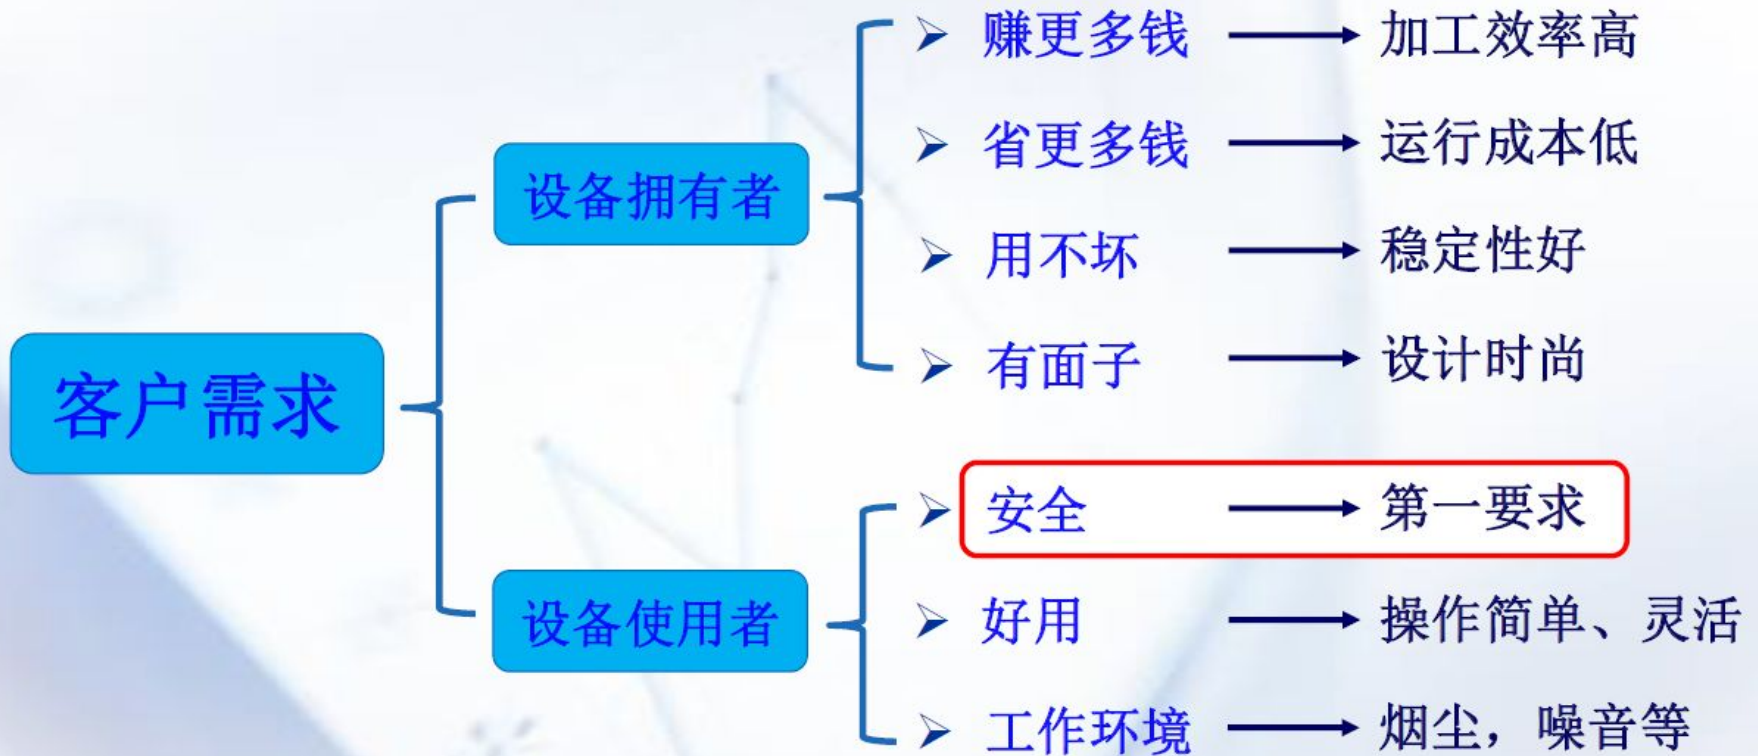 客户需求
设备拥有者
赚更多钱 加工效率高
省更多钱 运行成本低
用不坏 稳定性好
有面子 设计时尚
设备使用者
安全 第一要求
好用 操作简单、灵活
工作环境 烟尘，噪音等